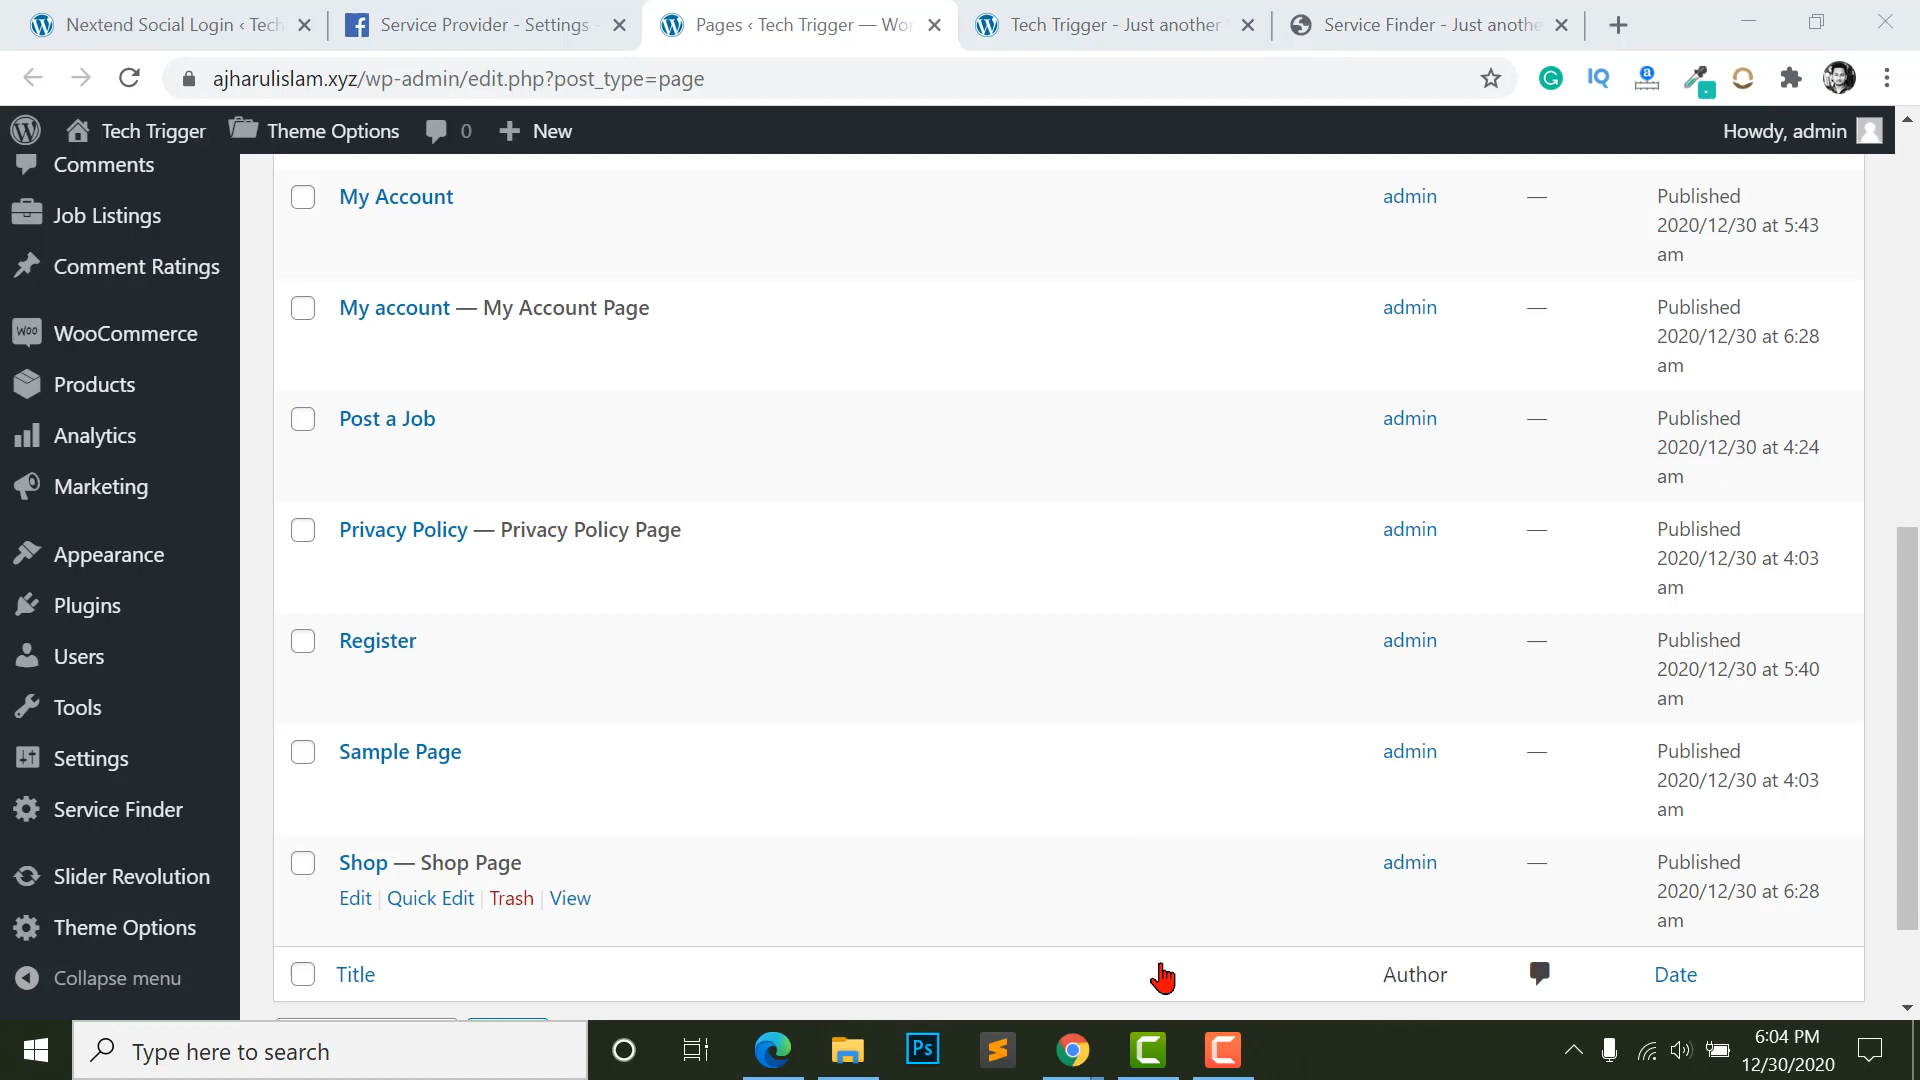 Nextend Social Login ‹ Tech
Service Provider - Settings -
Pages ‹ Tech Trigger — Wor
Tech Trigger - Just another
Service Finder - Just anothe
ajharulislam.xyz/wp-admin/edit.php?post_type=page
Tech Trigger
Theme Options
0
New
Howdy, admin
Comments
Job Listings
Comment Ratings
WooCommerce
Products
Analytics
Marketing
Appearance
Plugins
Users
Tools
Settings
Service Finder
Slider Revolution
Theme Options
Collapse menu
My Account admin — Published
2020/12/30 at 5:43
am
My account — My Account Page admin — Published
2020/12/30 at 6:28
am
Post a Job admin — Published
2020/12/30 at 4:24
am
Privacy Policy — Privacy Policy Page admin — Published
2020/12/30 at 4:03
am
Register admin — Published
2020/12/30 at 5:40
am
Sample Page admin — Published
2020/12/30 at 4:03
am
Shop — Shop Page admin — Published
Edit | Quick Edit | Trash | View
2020/12/30 at 6:28
am
Title Author Date
Type here to search
Ps
6:04 PM
12/30/2020